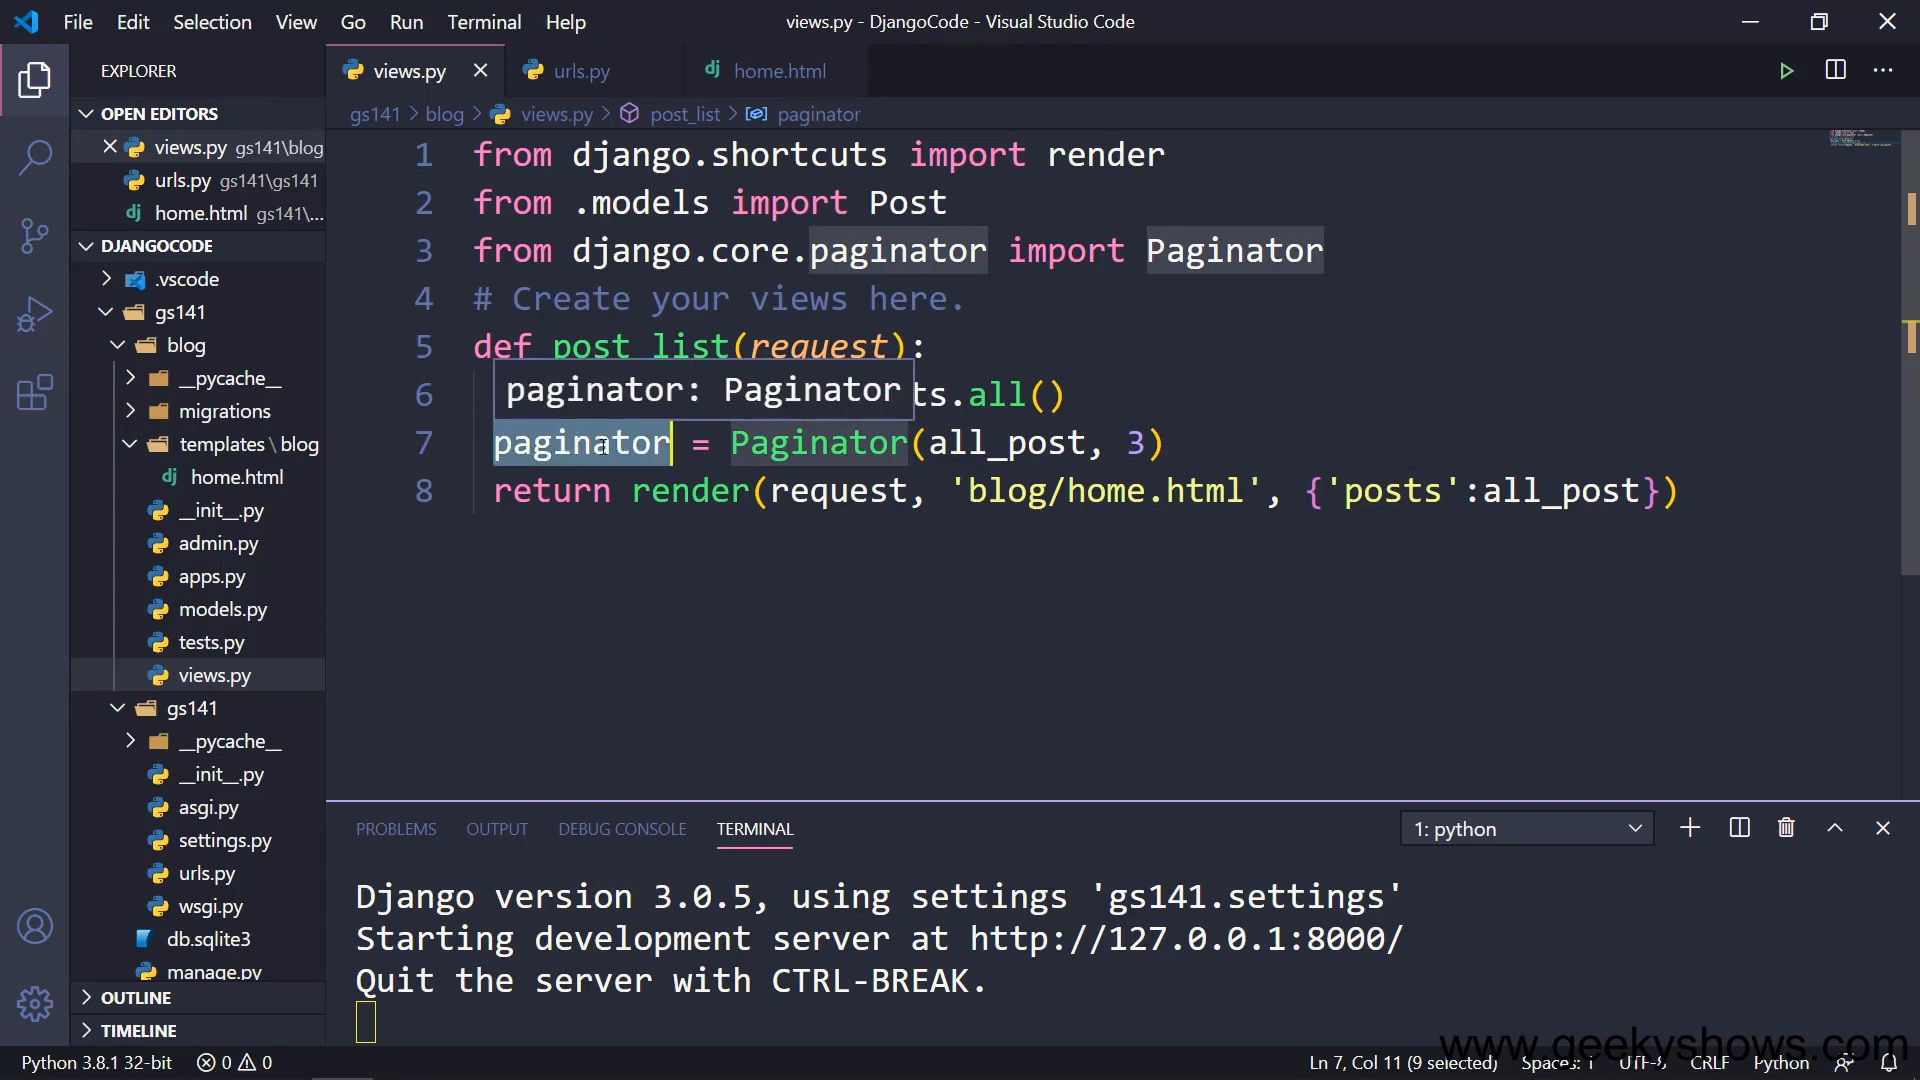 File Edit Selection View Go Run Terminal Help
views.py - DjangoCode - Visual Studio Code
EXPLORER
OPEN EDITORS
views.py gs141\blog
urls.py gs141\gs141
home.html gs141\...
DJANGOCODE
.vscode
gs141
blog
__pycache__
migrations
templates \ blog
home.html
__init__.py
admin.py
apps.py
models.py
tests.py
views.py
gs141
__pycache__
__init__.py
asgi.py
settings.py
urls.py
wsgi.py
db.sqlite3
manage.py
OUTLINE
TIMELINE
views.py urls.py home.html
gs141 > blog > views.py > post_list > paginator
1 from django.shortcuts import render
2 from .models import Post
3 from django.core.paginator import Paginator
4 # Create your views here.
5 def post_list(request):
paginator: Paginator
6 ts.all()
7 paginator = Paginator(all_post, 3)
8 return render(request, 'blog/home.html', {'posts':all_post})
PROBLEMS OUTPUT DEBUG CONSOLE TERMINAL
1: python
Django version 3.0.5, using settings 'gs141.settings'
Starting development server at http://127.0.0.1:8000/
Quit the server with CTRL-BREAK.
www.geekyshows.com
Python 3.8.1 32-bit 0 0
Ln 7, Col 11 (9 selected) Spaces: 1 UTF-8 CRLF Python